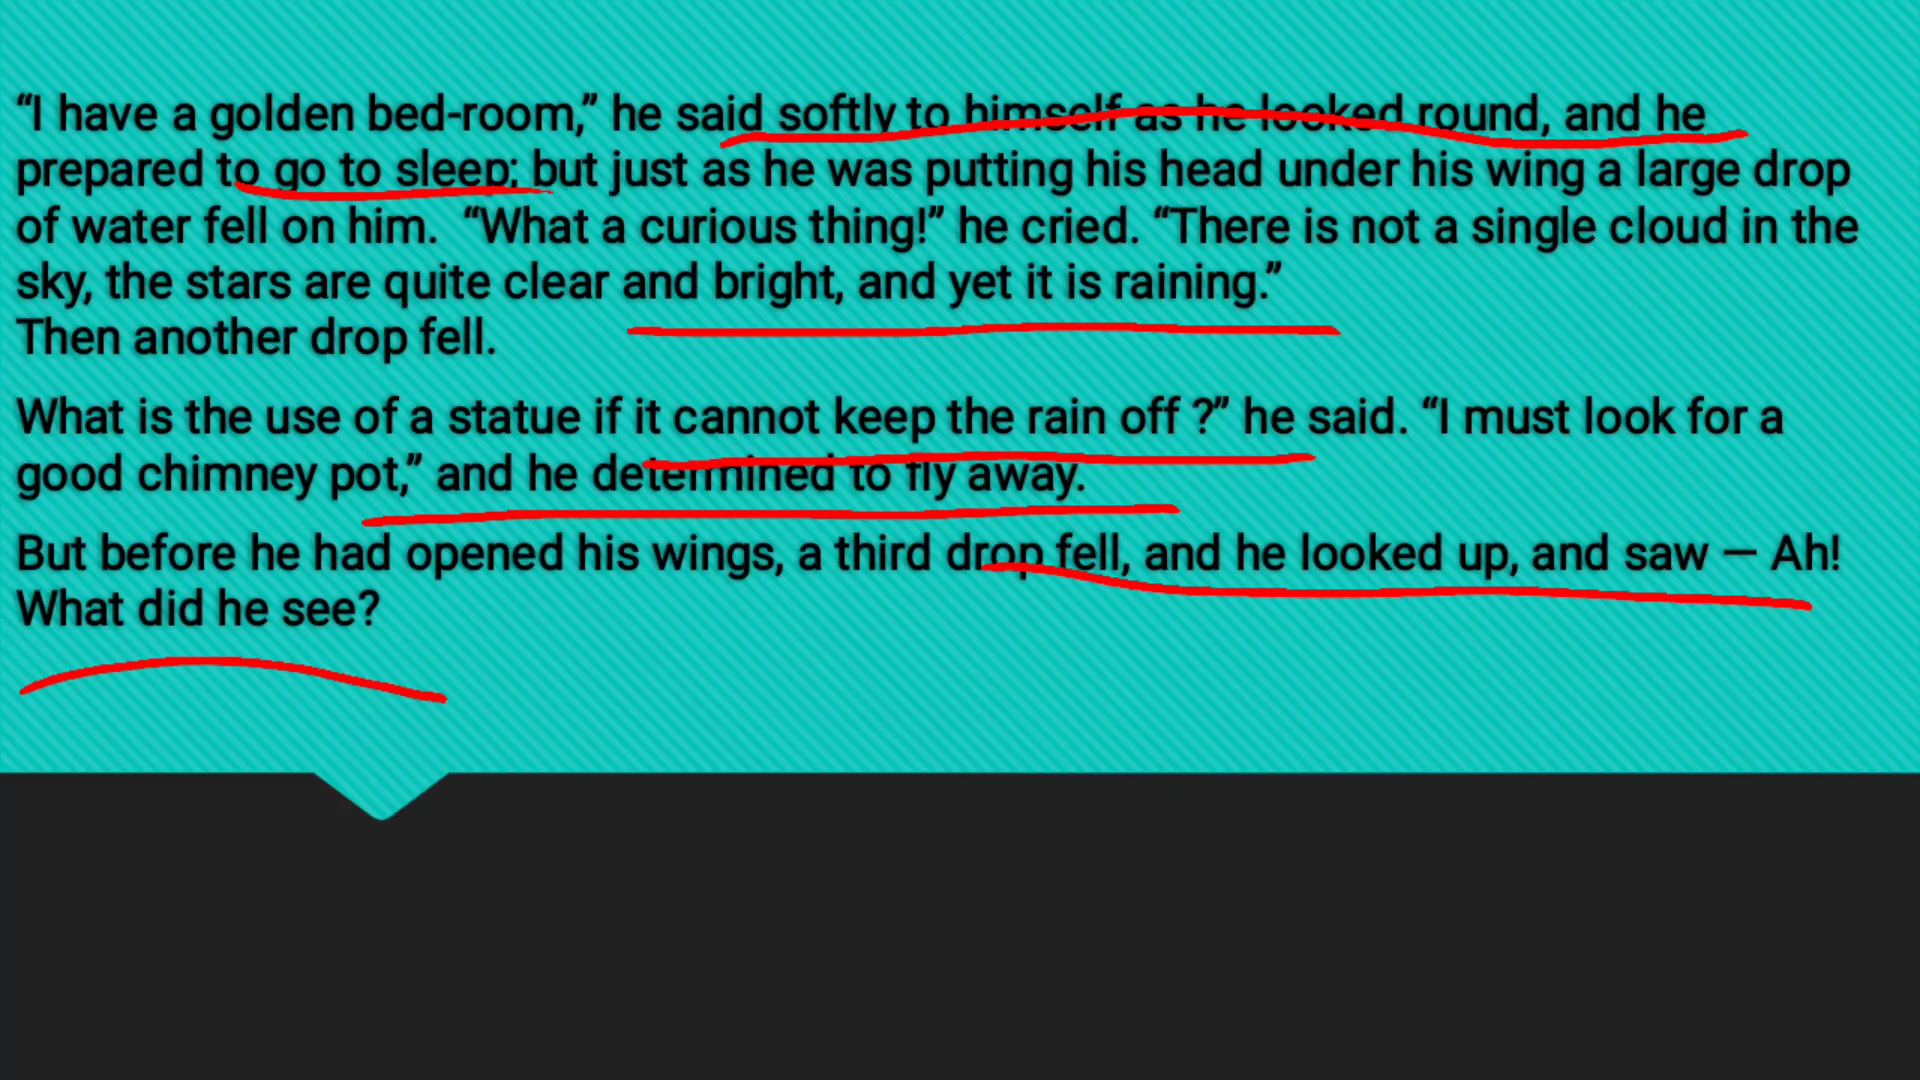 “I have a golden bed-room,” he said softly to himself as he looked round, and he
prepared to go to sleep; but just as he was putting his head under his wing a large drop
of water fell on him.  “What a curious thing!” he cried. “There is not a single cloud in the
sky, the stars are quite clear and bright, and yet it is raining.”
Then another drop fell.
What is the use of a statue if it cannot keep the rain off ?” he said. “I must look for a
good chimney pot,” and he determined to fly away.
But before he had opened his wings, a third drop fell, and he looked up, and saw — Ah!
What did he see?